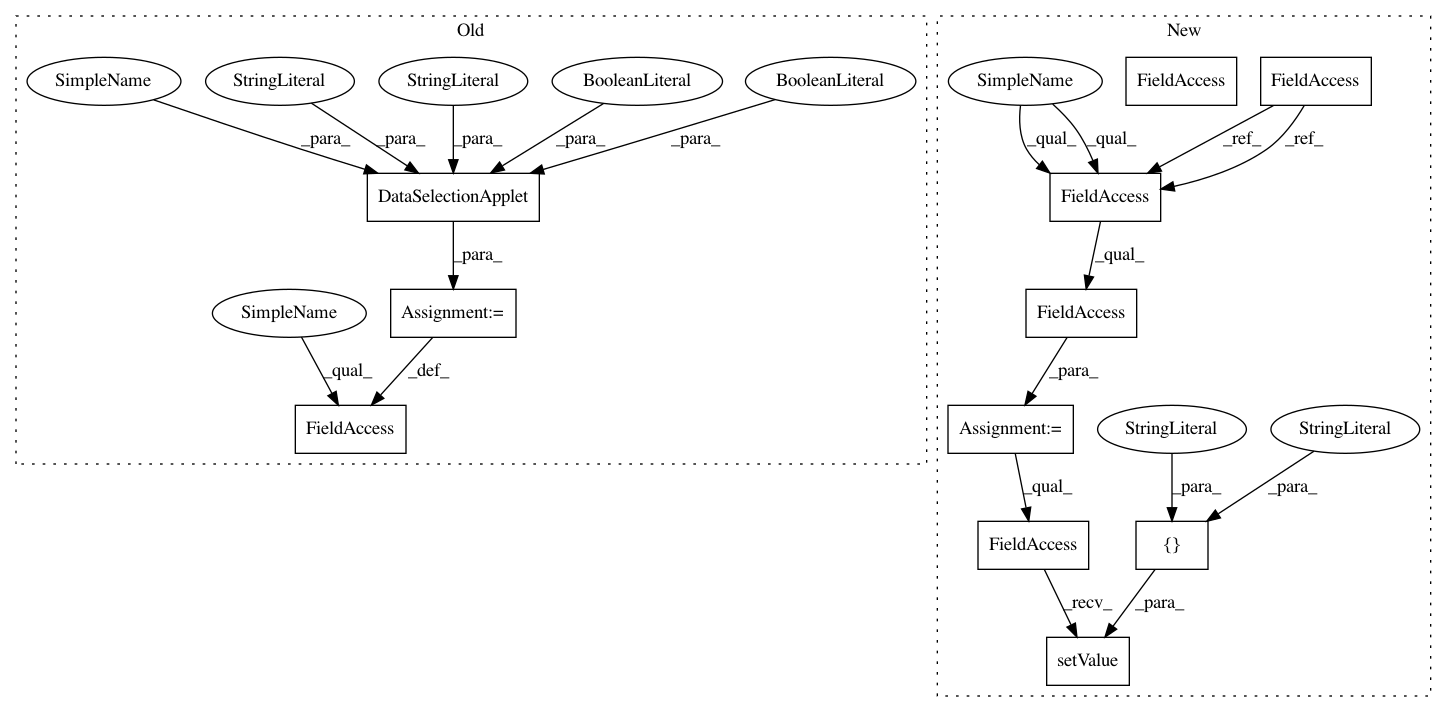 Old
New
SimpleName
StringLiteral
StringLiteral
BooleanLiteral
BooleanLiteral
SimpleName
FieldAccess
FieldAccess
_para_
_para_
_para_
_para_
_para_
_qual_
_qual_
_ref_
_ref_
DataSelectionApplet
FieldAccess
_para_
_qual_
SimpleName
Assignment:=
FieldAccess
_qual_
_def_
_para_
FieldAccess
Assignment:=
StringLiteral
StringLiteral
_qual_
_para_
_para_
FieldAccess
{}
_recv_
_para_
setValue